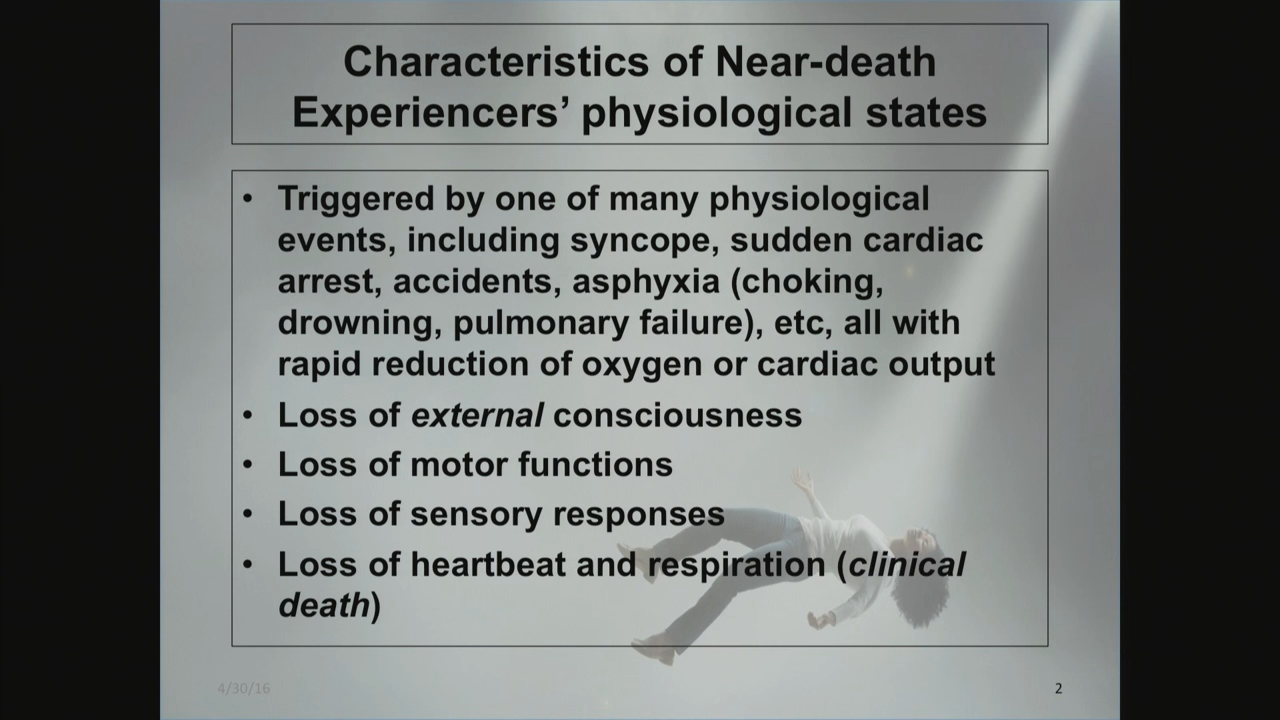 Characteristics of Near-death
Experiencers’ physiological states
• Triggered by one of many physiological
events, including syncope, sudden cardiac
arrest, accidents, asphyxia (choking,
drowning, pulmonary failure), etc, all with
rapid reduction of oxygen or cardiac output
• Loss of external consciousness
• Loss of motor functions
• Loss of sensory responses
• Loss of heartbeat and respiration (clinical
death)
4/30/16
2